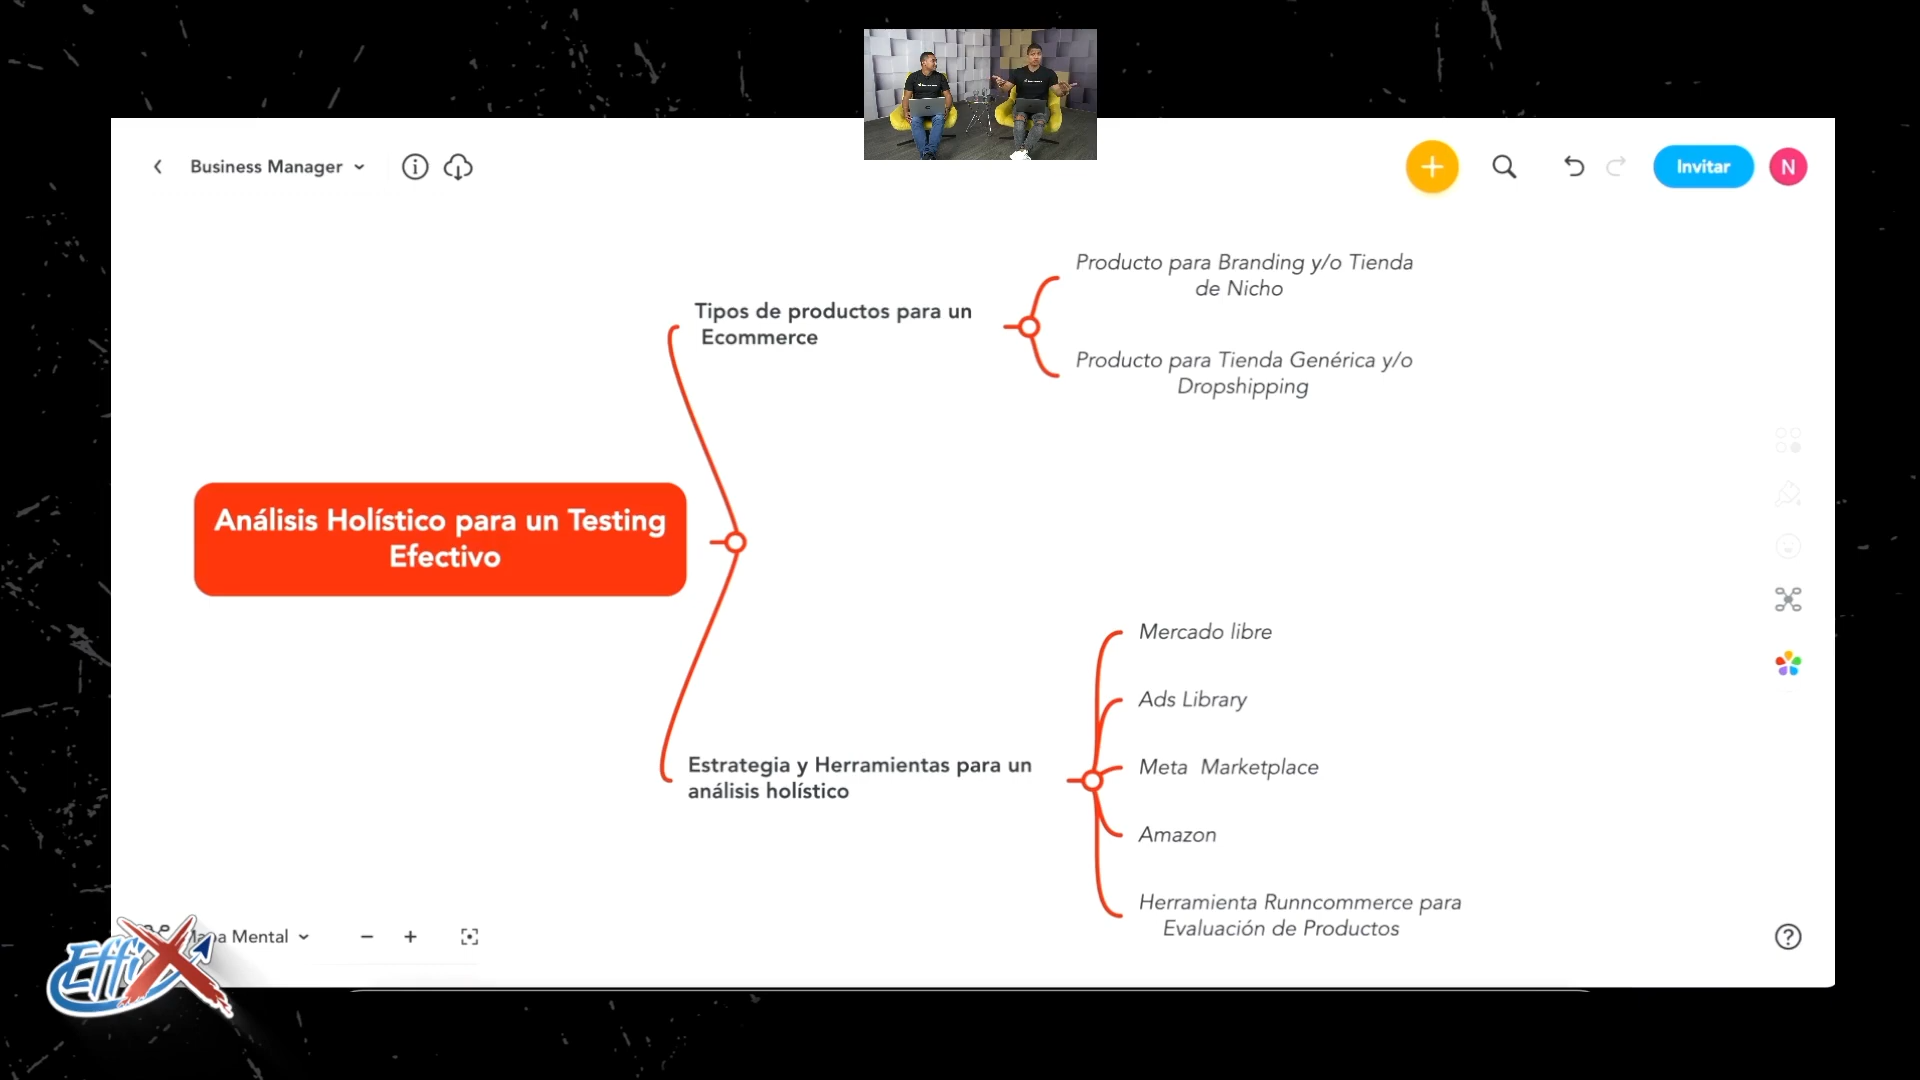 Business Manager
Invitar
N
Producto para Branding y/o Tienda
de Nicho
Tipos de productos para un
Ecommerce
Producto para Tienda Genérica y/o
Dropshipping
Análisis Holístico para un Testing
Efectivo
Mercado libre
Ads Library
Meta Marketplace
Estrategia y Herramientas para un
análisis holístico
Amazon
Herramienta Runncommerce para
Evaluación de Productos
Mapa Mental
EffiX